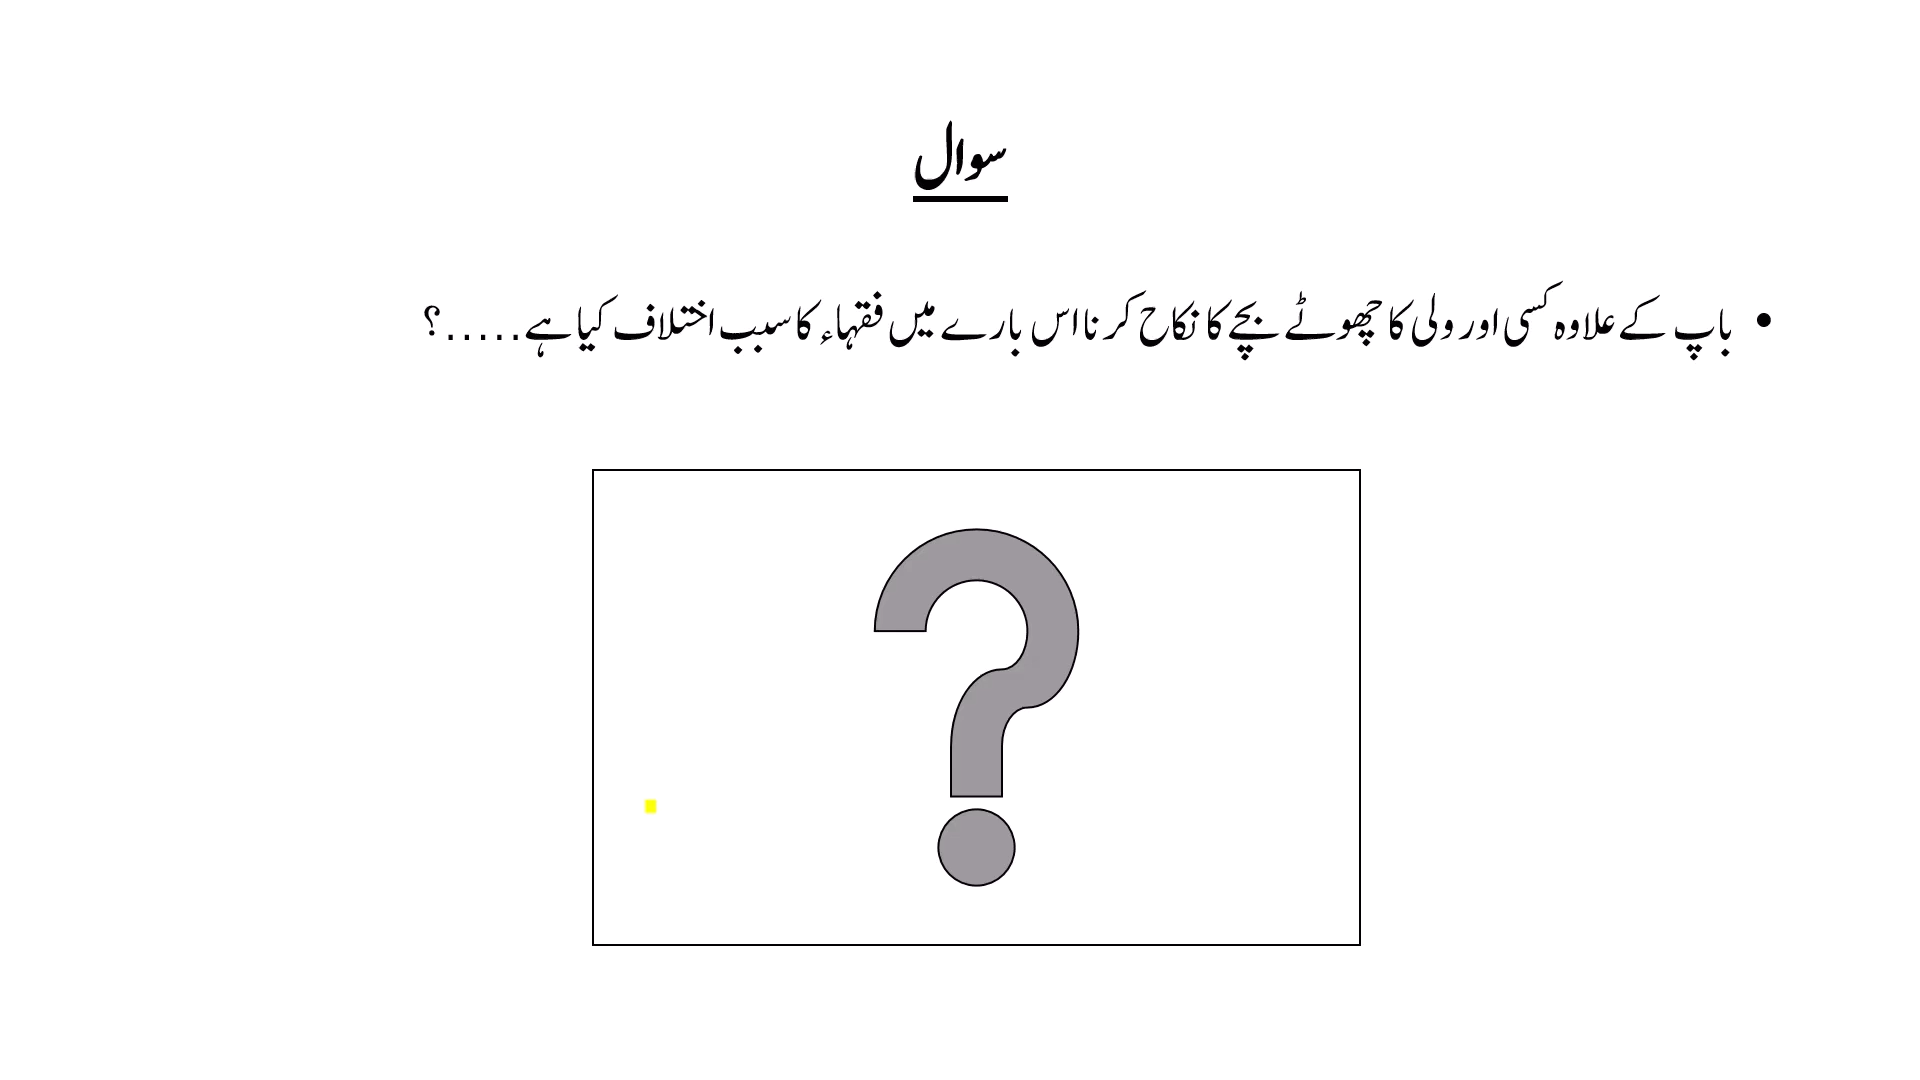 سوال
• باپ کے علاوہ کسی اور ولی کا چھوٹے بچے کا نکاح کرنا اس بارے میں فقہاء کا سبب اختلاف کیا ہے.....؟